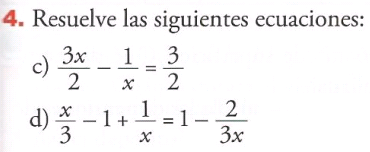 4. Resuelve las siguientes ecuaciones:
c) 3x/2 − 1/x = 3/2
d) x/3 − 1 + 1/x = 1 − 2/3x